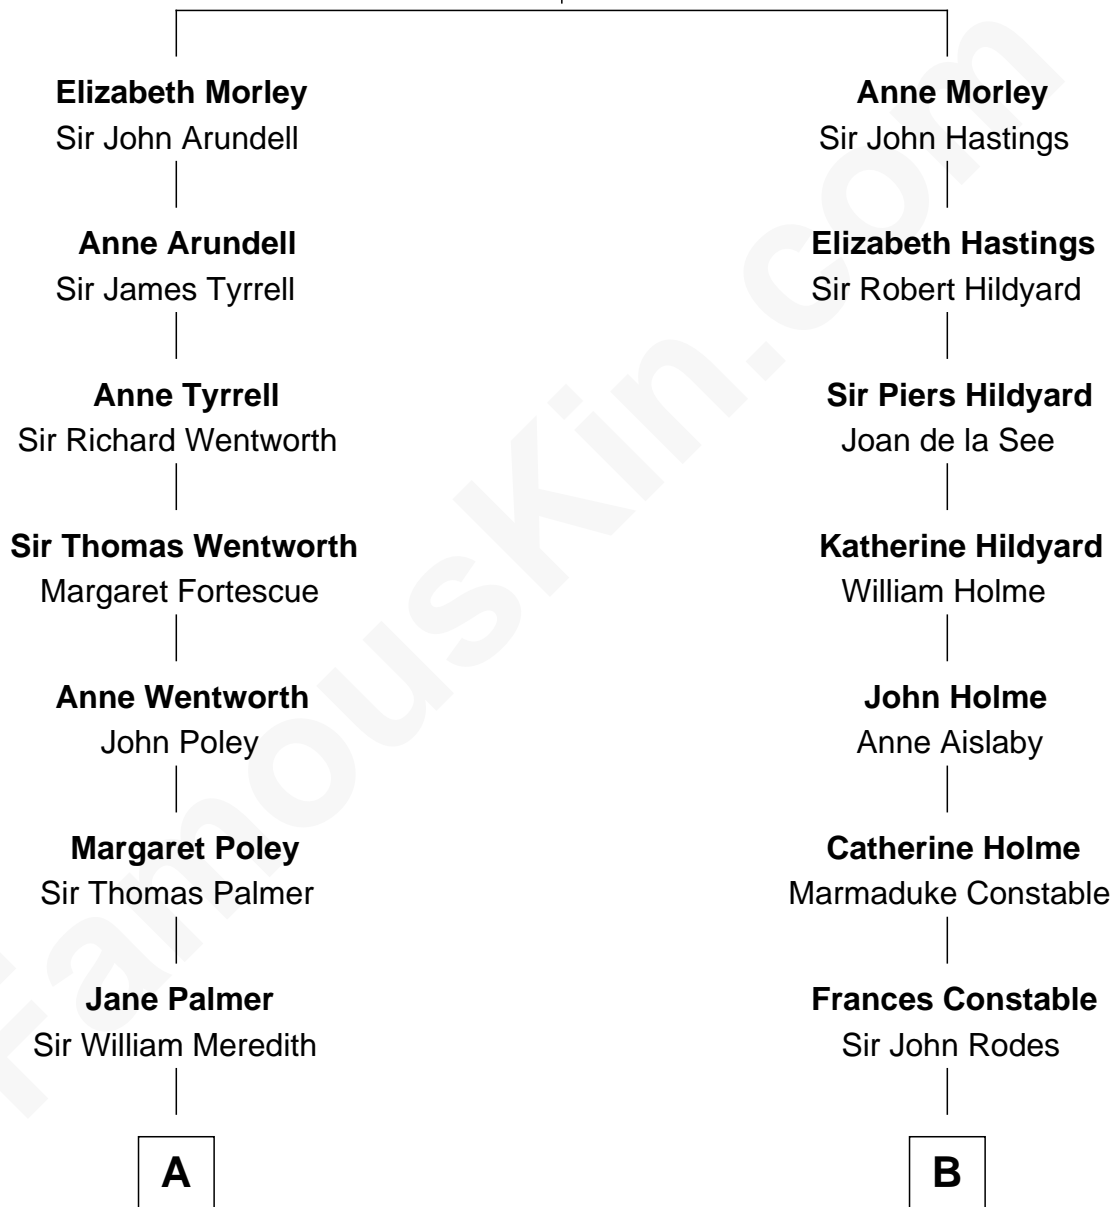 Elizabeth Morley
Sir John Arundell
Anne Arundell
Sir James Tyrrell
Anne Tyrrell
Sir Richard Wentworth
Sir Thomas Wentworth
Margaret Fortescue
Anne Wentworth
John Poley
Margaret Poley
Sir Thomas Palmer
Jane Palmer
Sir William Meredith
A
Anne Morley
Sir John Hastings
Elizabeth Hastings
Sir Robert Hildyard
Sir Piers Hildyard
Joan de la See
Katherine Hildyard
William Holme
John Holme
Anne Aislaby
Catherine Holme
Marmaduke Constable
Frances Constable
Sir John Rodes
B
FamousKin.com